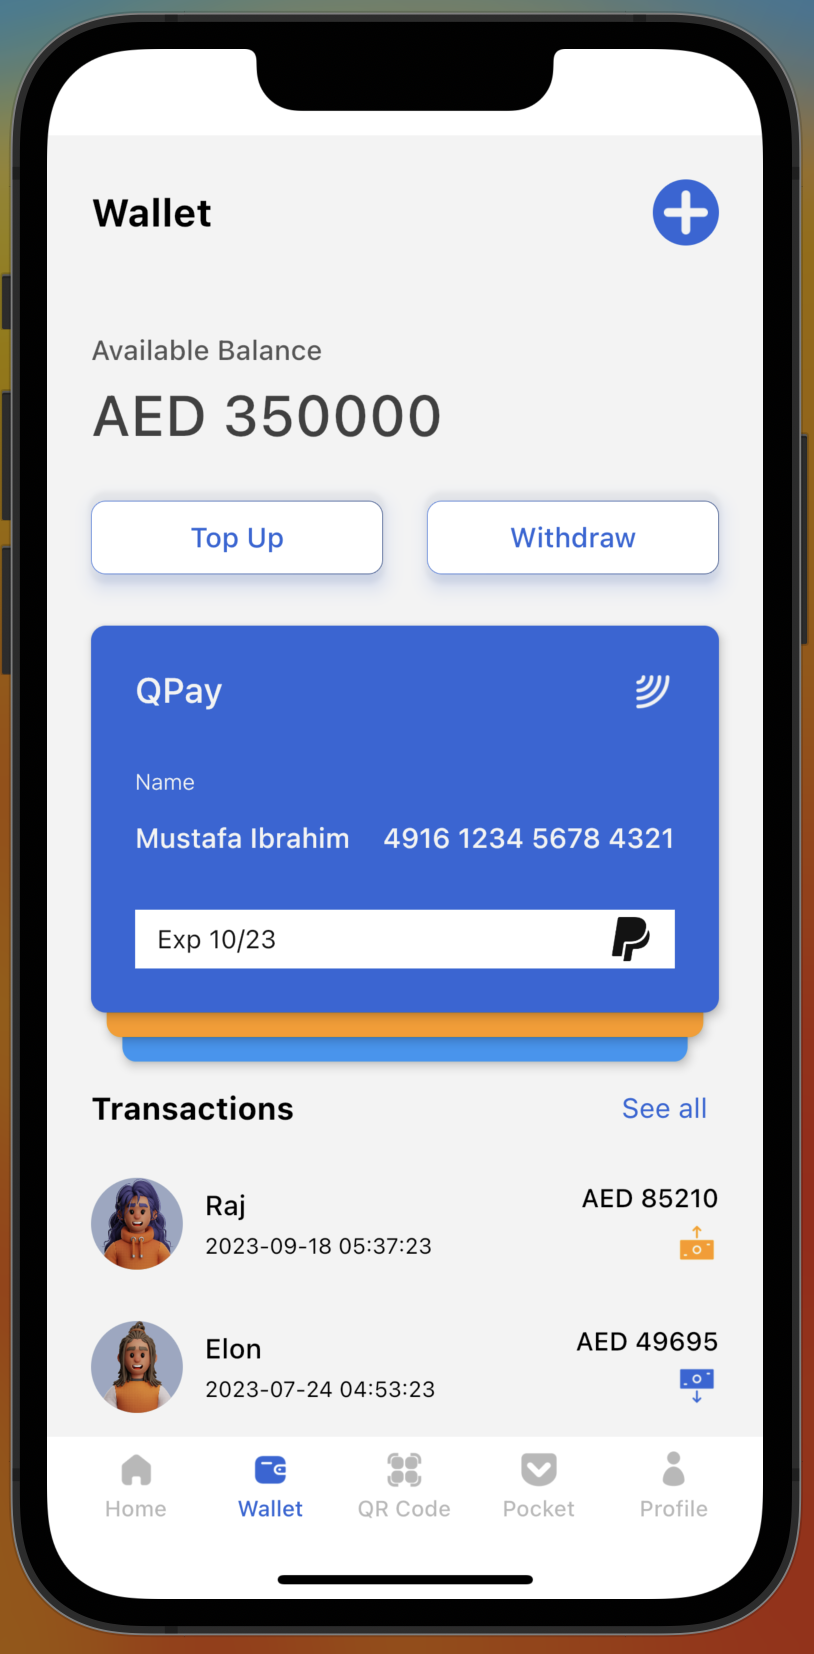 Wallet
Available Balance
AED 350000
Top Up Withdraw
QPay
Name
Mustafa Ibrahim 4916 1234 5678 4321
Exp 10/23
Transactions See all
Raj AED 85210
2023-09-18 05:37:23
Elon AED 49695
2023-07-24 04:53:23
Home Wallet QR Code Pocket Profile